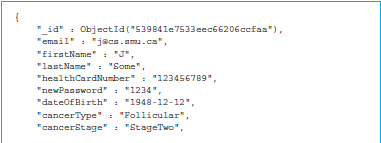 {
"_id" : ObjectId("539841e7533eec66206ccfaa"),
"email" : "j@cs.smu.ca",
"firstName" : "J",
"lastName" : "Some",
"healthCardNumber" : "123456789",
"newPassword" : "1234",
"dateOfBirth" : "1948-12-12",
"cancerType" : "Follicular",
"cancerStage" : "StageTwo",